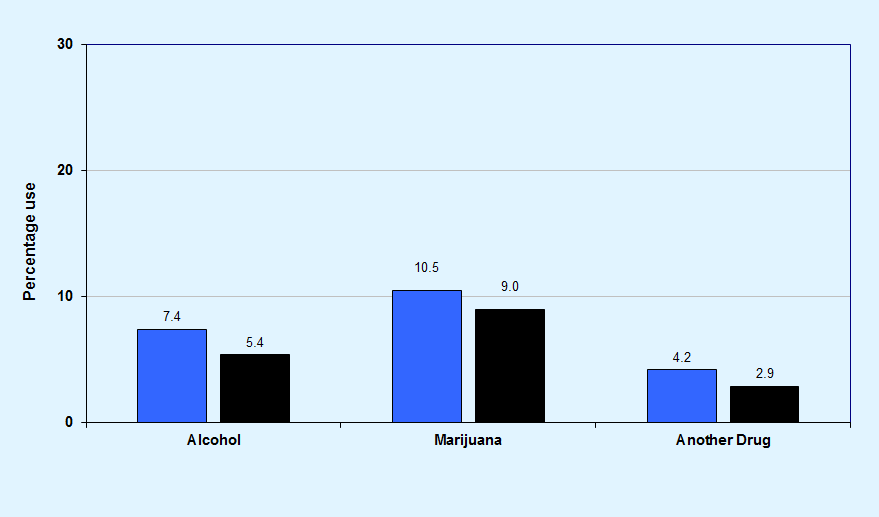 30
20
10
0
Percentage use
7.4
5.4
10.5
9.0
4.2
2.9
Alcohol
Marijuana
Another Drug